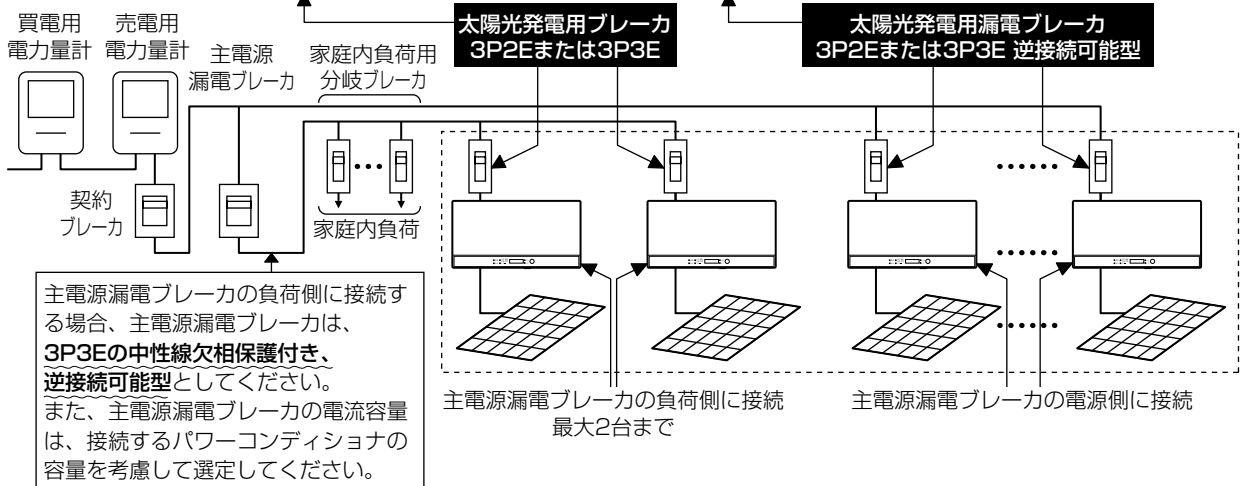 買電用
電力量計
売電用
電力量計
主電源
漏電ブレーカ
家庭内負荷用
分岐ブレーカ
太陽光発電用ブレーカ
3P2Eまたは3P3E
太陽光発電用漏電ブレーカ
3P2Eまたは3P3E 逆接続可能型
契約
ブレーカ
家庭内負荷
主電源漏電ブレーカの負荷側に接続す
る場合、主電源漏電ブレーカは、
3P3Eの中性線欠相保護付き、
逆接続可能型としてください。
また、主電源漏電ブレーカの電流容量
は、接続するパワーコンディショナの
容量を考慮して選定してください。
主電源漏電ブレーカの負荷側に接続
最大2台まで
主電源漏電ブレーカの電源側に接続